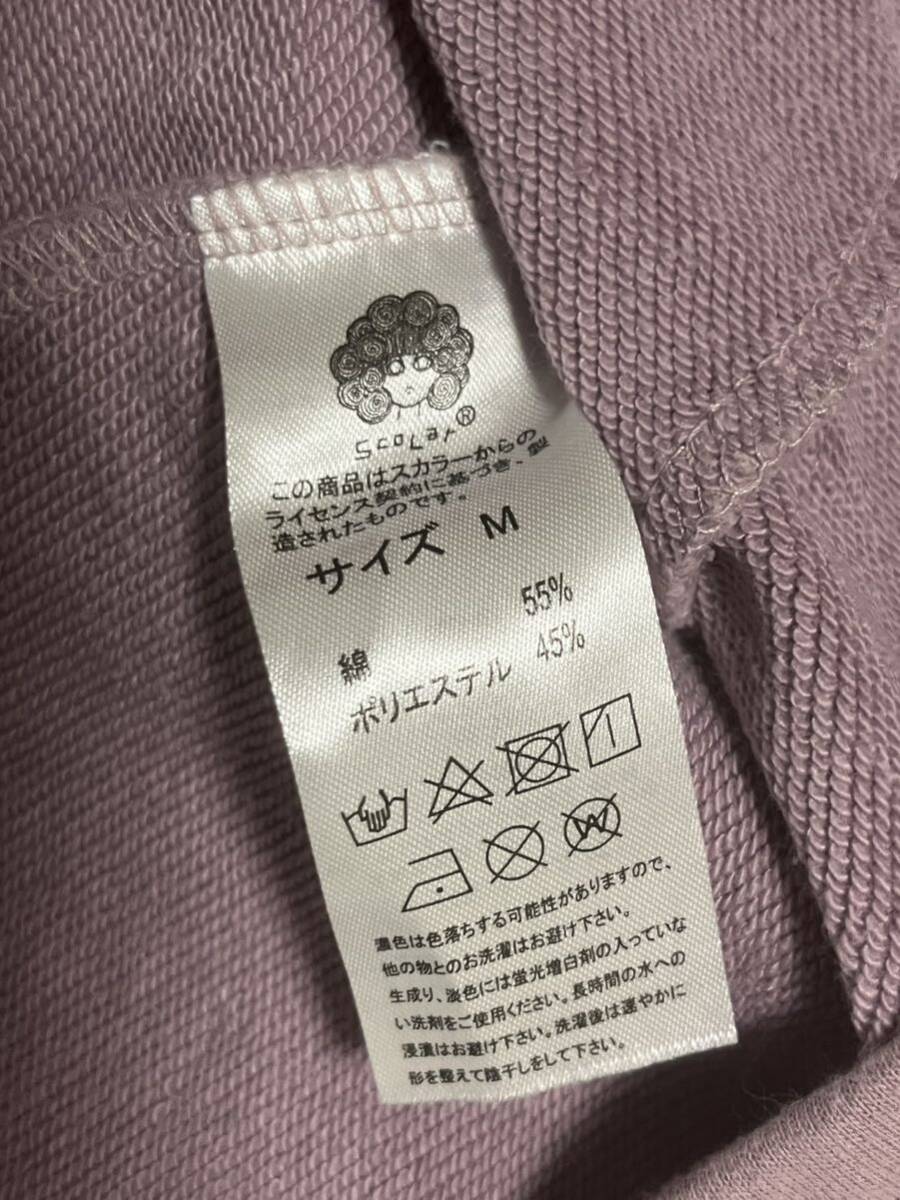 ScoLar®
この商品はスカラーからの
ライセンス契約に基づき、製
造されたものです。
サイズ M
綿 55%
ポリエステル 45%
W
濃色は色落ちする可能性がありますので、
他の物とのお洗濯はお避け下さい。
生成り、淡色には蛍光増白剤の入っていな
い洗剤をご使用ください。長時間の水への
浸漬はお避け下さい。洗濯後は速やかに
形を整えて陰干しをして下さい。